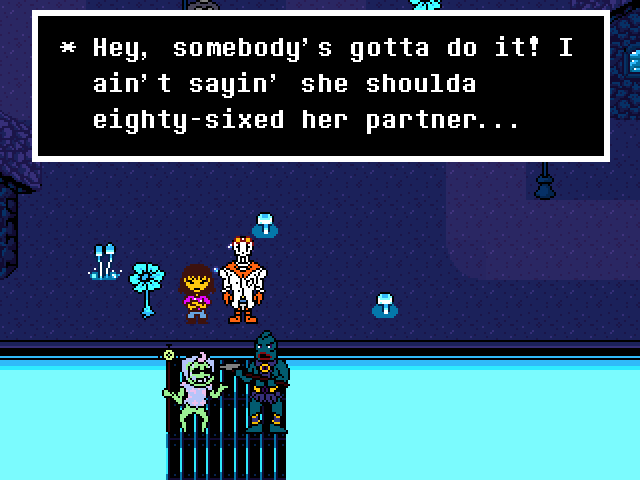 * Hey, somebody's gotta do it! I
ain't sayin' she shoulda
eighty-sixed her partner...